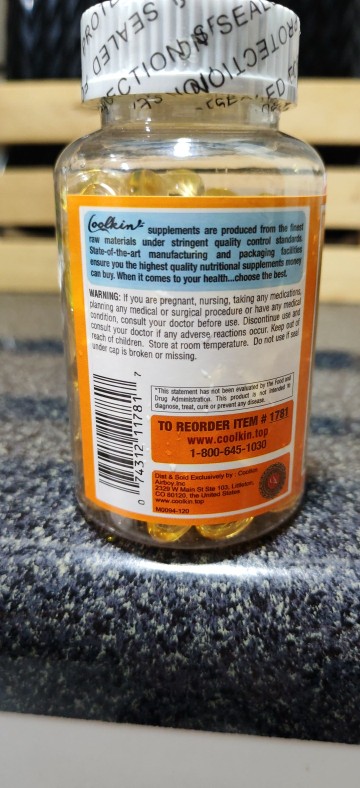 PROTE
SEALED
SEAL
PROTECTION
ECTION
Coolkin supplements are produced from the finest
raw materials under stringent quality control standards.
State-of-the-art manufacturing and packaging facilities
ensure you the highest quality nutritional supplements money
can buy. When it comes to your health...choose the best.
WARNING: If you are pregnant, nursing, taking any medications,
planning any medical or surgical procedure or have any medical
condition, consult your doctor before use. Discontinue use and
consult your doctor if any adverse reactions occur. Keep out of
reach of children. Store at room temperature. Do not use if seal
under cap is broken or missing.
*This statement has not been evaluated by the Food and
Drug Administration. This product is not intended to
diagnose, treat, cure or prevent any disease.
0 74312 11781 7
TO REORDER ITEM # 1781
www.coolkin.top
1-800-645-1030
Dist & Sold Exclusively by : Coolkin
Airboy.Inc
2329 W Main St Ste 102, Littleton,
CO 80120, the United States
www.coolkin.top
M0094-120